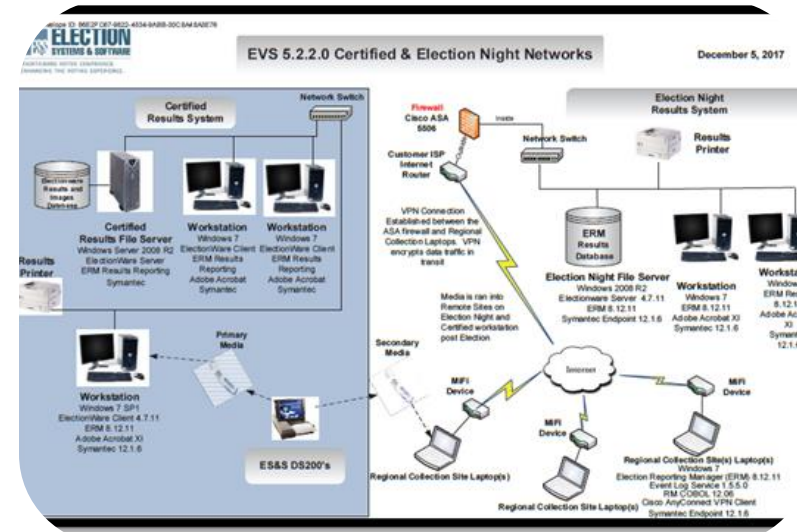 ELECTION
SYSTEMS & SOFTWARE
EVS 5.2.2.0 Certified & Election Night Networks
December 5, 2017
Certified
Results System
Network Switch
Electionware
Results and
Images
Database
Certified
Results File Server
Windows Server 2008 R2
ElectionWare Server
ERM Results Reporting
Symantec
Workstation
Windows 7
ElectionWare Client
ERM Results
Reporting
Adobe Acrobat
Symantec
Workstation
Windows 7
ElectionWare Client
ERM Results
Reporting
Adobe Acrobat
Symantec
Results
Printer
Primary
Media
Workstation
Windows 7 SP1
ElectionWare Client 4.7.11
ERM 8.12.11
Adobe Acrobat XI
Symantec 12.1.6
ES&S DS200's
Secondary
Media
Firewall
Cisco ASA
5506
Inside
Network Switch
Customer ISP
Internet
Router
VPN Connection
Established between the
ASA firewall and Regional
Collection Laptops. VPN
encrypts data traffic in
transit
Media is ran into
Remote Sites on
Election Night and
Certified workstation
post Election
Election Night
Results System
Results
Printer
ERM
Results
Database
Election Night File Server
Windows 2008 R2
Electionware Server 4.7.11
ERM 8.12.11
Symantec Endpoint 12.1.6
Workstation
Windows 7
ERM 8.12.11
Adobe Acrobat XI
Symantec 12.1.6
Internet
MiFi
Device
Regional Collection Site Laptop(s)
MiFi
Device
Regional Collection Site Laptop(s)
MiFi
Device
Regional Collection Site(s) Laptop(s)
Windows 7
Election Reporting Manager (ERM) 8.12.11
Event Log Service 1.5.5.0
RM COBOL 12.06
Cisco AnyConnect VPN Client
Symantec Endpoint 12.1.6